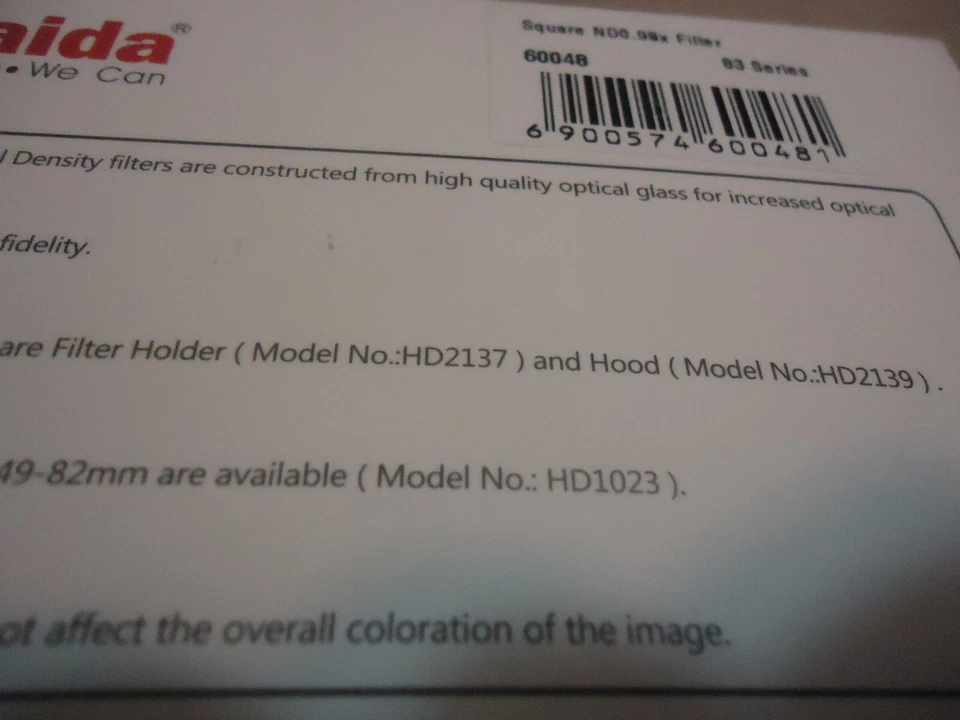 aida®
• We Can
Square ND0.9
60048 83 Series
6 900574 600481
l Density filters are constructed from high quality optical glass for increased optical
fidelity.
are Filter Holder ( Model No.:HD2137 ) and Hood ( Model No.:HD2139 ) .
49-82mm are available ( Model No.: HD1023 ).
ot affect the overall coloration of the image.